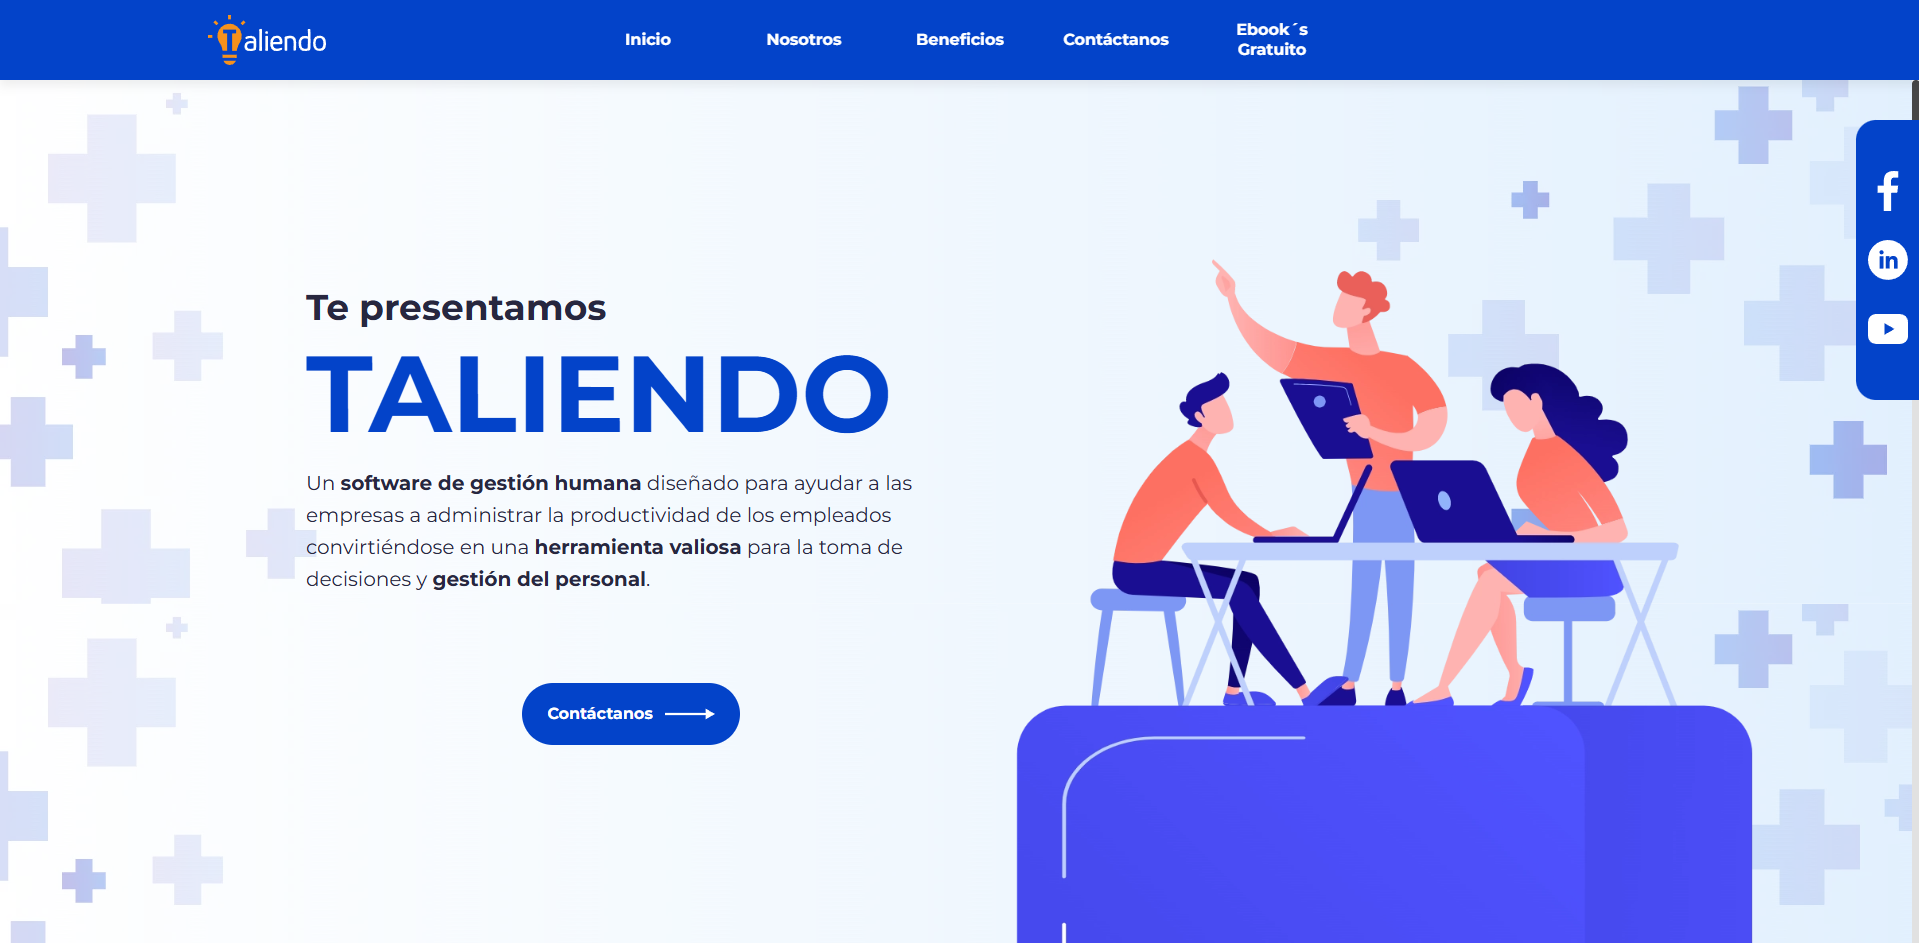 Taliendo
Inicio
Nosotros
Beneficios
Contáctanos
Ebook´s
Gratuito
Te presentamos
TALIENDO
Un software de gestión humana diseñado para ayudar a las
empresas a administrar la productividad de los empleados
convirtiéndose en una herramienta valiosa para la toma de
decisiones y gestión del personal.
Contáctanos
in